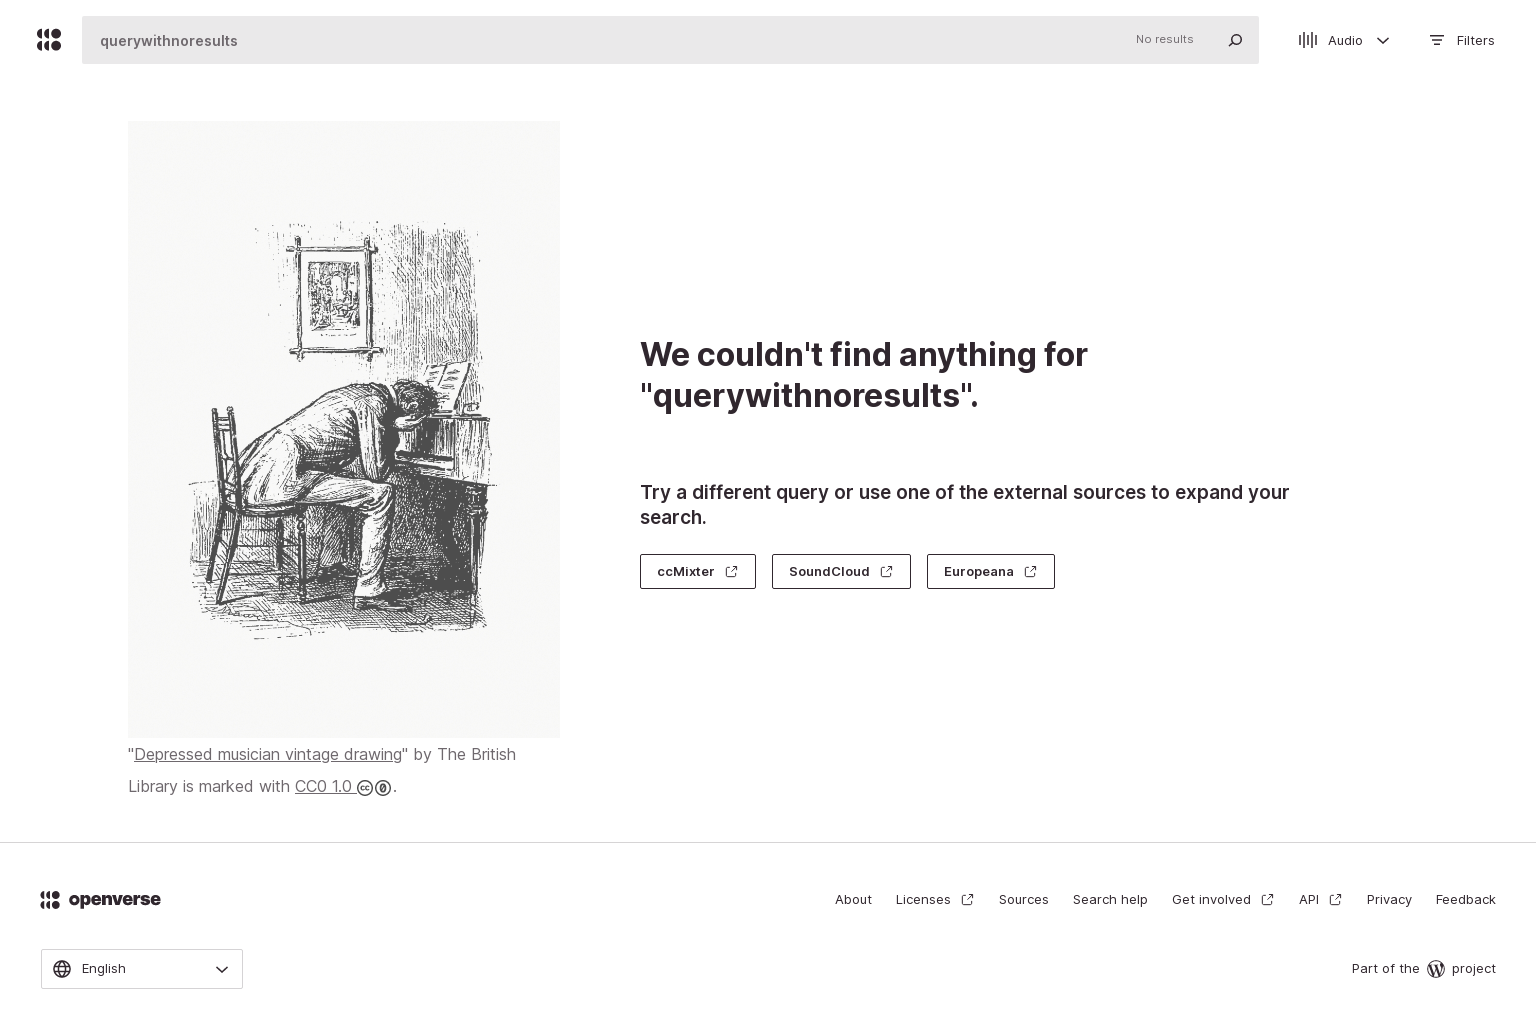 querywithnoresults
No results
Audio
Filters
We couldn't find anything for
"querywithnoresults".
Try a different query or use one of the external sources to expand your
search.
ccMixter
SoundCloud
Europeana
"Depressed musician vintage drawing" by The British
Library is marked with CC0 1.0 .
openverse
About
Licenses
Sources
Search help
Get involved
API
Privacy
Feedback
English
Part of the
project